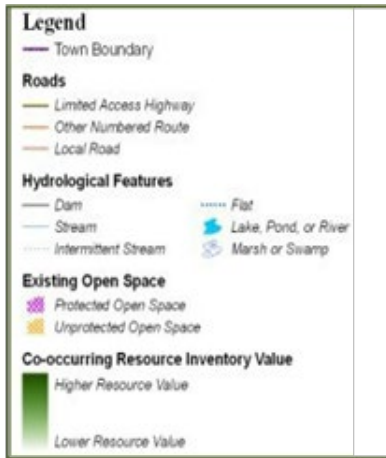 Legend
Town Boundary
Roads
Limited Access Highway
Other Numbered Route
Local Road
Hydrological Features
Dam
Stream
Intermittent Stream
Flat
Lake, Pond, or River
Marsh or Swamp
Existing Open Space
Protected Open Space
Unprotected Open Space
Co-occurring Resource Inventory Value
Higher Resource Value
Lower Resource Value